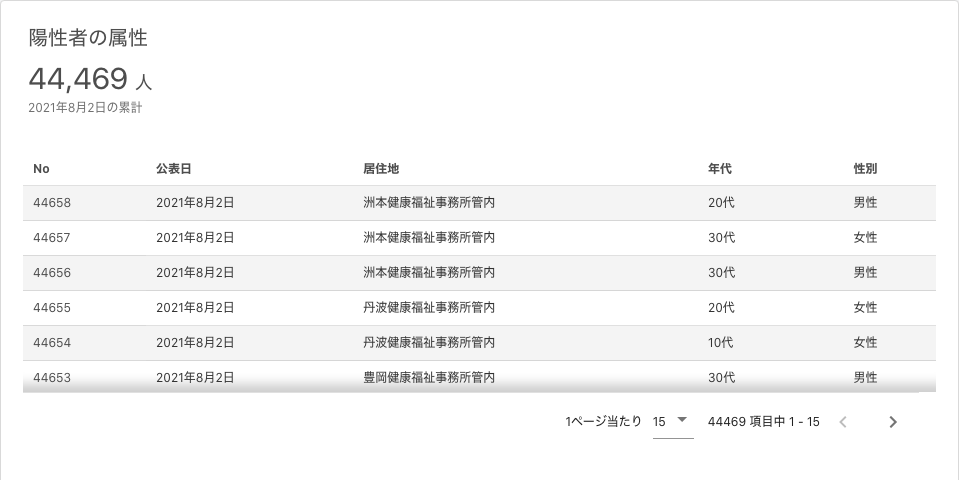 陽性者の属性
44,469 人
2021年8月2日の累計
No 公表日 居住地 年代 性別
44658 2021年8月2日 洲本健康福祉事務所管内 20代 男性
44657 2021年8月2日 洲本健康福祉事務所管内 30代 女性
44656 2021年8月2日 洲本健康福祉事務所管内 30代 男性
44655 2021年8月2日 丹波健康福祉事務所管内 20代 女性
44654 2021年8月2日 丹波健康福祉事務所管内 10代 女性
44653 2021年8月2日 豊岡健康福祉事務所管内 30代 男性
1ページ当たり 15 44469 項目中 1 - 15